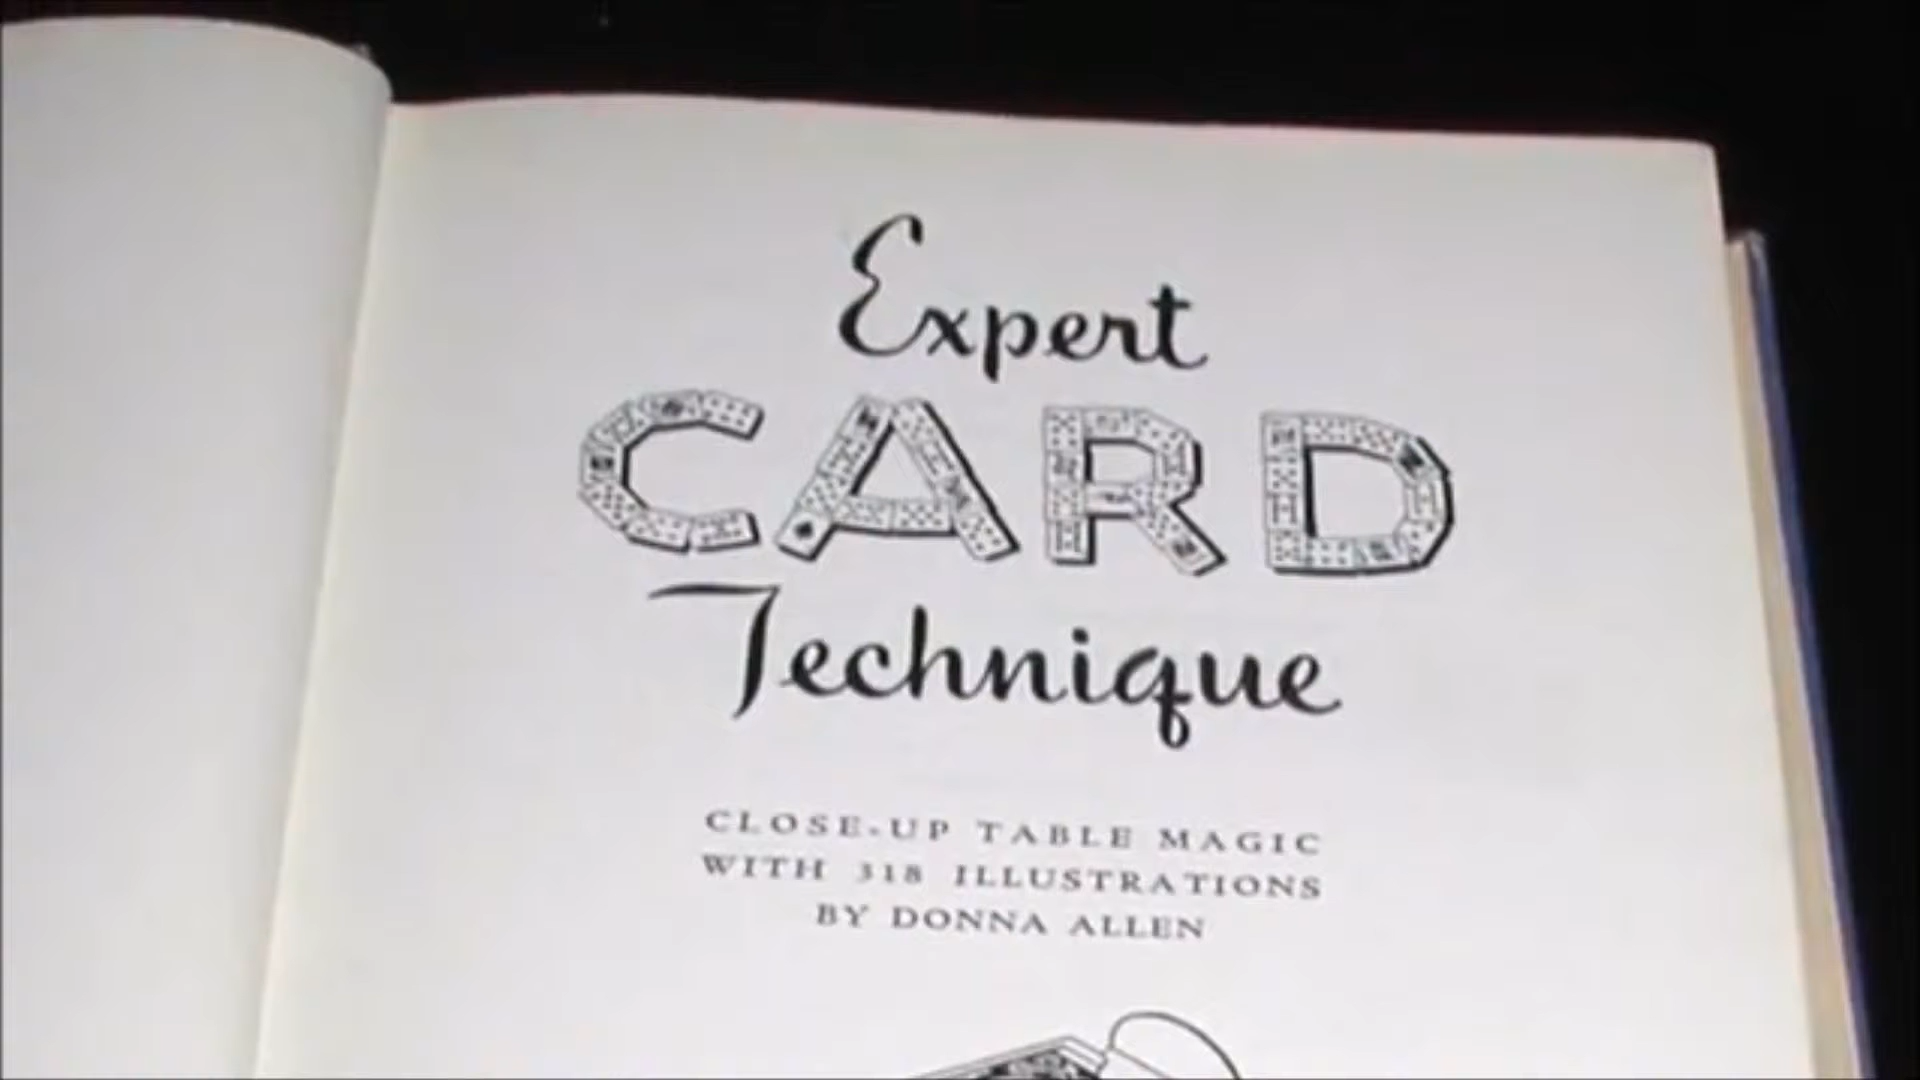 Expert
CARD
Technique
CLOSE-UP TABLE MAGIC
WITH 318 ILLUSTRATIONS
BY DONNA ALLEN